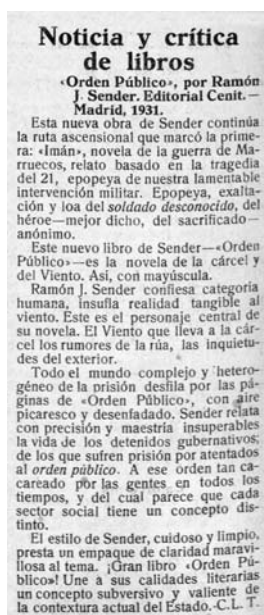 Noticia y crítica
de libros
«Orden Público», por Ramón
J. Sender. Editorial Cenit.—
Madrid, 1931.
Esta nueva obra de Sender continúa
la ruta ascensional que marcó la prime-
ra: «Imán», novela de la guerra de Ma-
rruecos, relato basado en la tragedia
del 21, epopeya de nuestra lamentable
intervención militar. Epopeya, exalta-
ción y loa del soldado desconocido, del
héroe—mejor dicho, del sacrificado—
anónimo.
Este nuevo libro de Sender—«Orden
Público»—es la novela de la cárcel y
del Viento. Así, con mayúscula.
Ramón J. Sender confiesa categoría
humana, insufla realidad tangible al
viento. Este es el personaje central de
su novela. El Viento que lleva a la cár-
cel los rumores de la rúa, las inquietu-
des del exterior.
Todo el mundo complejo y hetero-
géneo de la prisión desfila por las pá-
ginas de «Orden Público», con aire
picaresco y desenfadado. Sender relata
con precisión y maestría insuperables
la vida de los detenidos gubernativos;
de los que sufren prisión por atentados
al orden público. A ese orden tan ca-
careado por las gentes en todos los
tiempos, y del cual parece que cada
sector social tiene un concepto dis-
tinto.
El estilo de Sender, cuidoso y limpio,
presta un empaque de claridad maravi-
llosa al tema. ¡Gran libro «Orden Pú-
blico»! Une a sus calidades literarias
un concepto subversivo y valiente de
la contextura actual del Estado.-C.L. T.